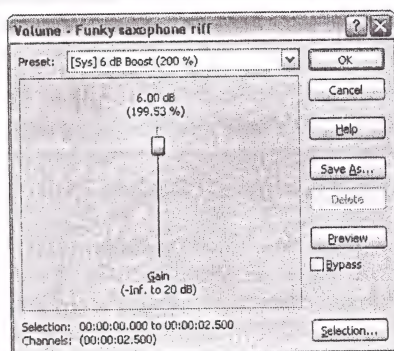 Volume - Funky saxophone riff
Preset: [Sys] 6 dB Boost (200 %)
OK
Cancel
Help
Save As...
Delete
Preview
Bypass
Selection...
6.00 dB
(199.53 %)
Gain
(-Inf. to 20 dB)
Selection: 00:00:00.000 to 00:00:02.500
Channels: (00:00:02.500)